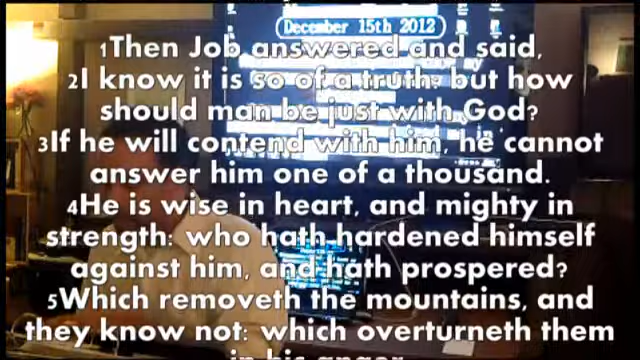 December 15th 2012
1Then Job answered and said,
2I know it is so of a truth: but how
should man be just with God?
3If he will contend with him, he cannot
answer him one of a thousand.
4He is wise in heart, and mighty in
strength: who hath hardened himself
against him, and hath prospered?
5Which removeth the mountains, and
they know not: which overturneth them
in his anger.